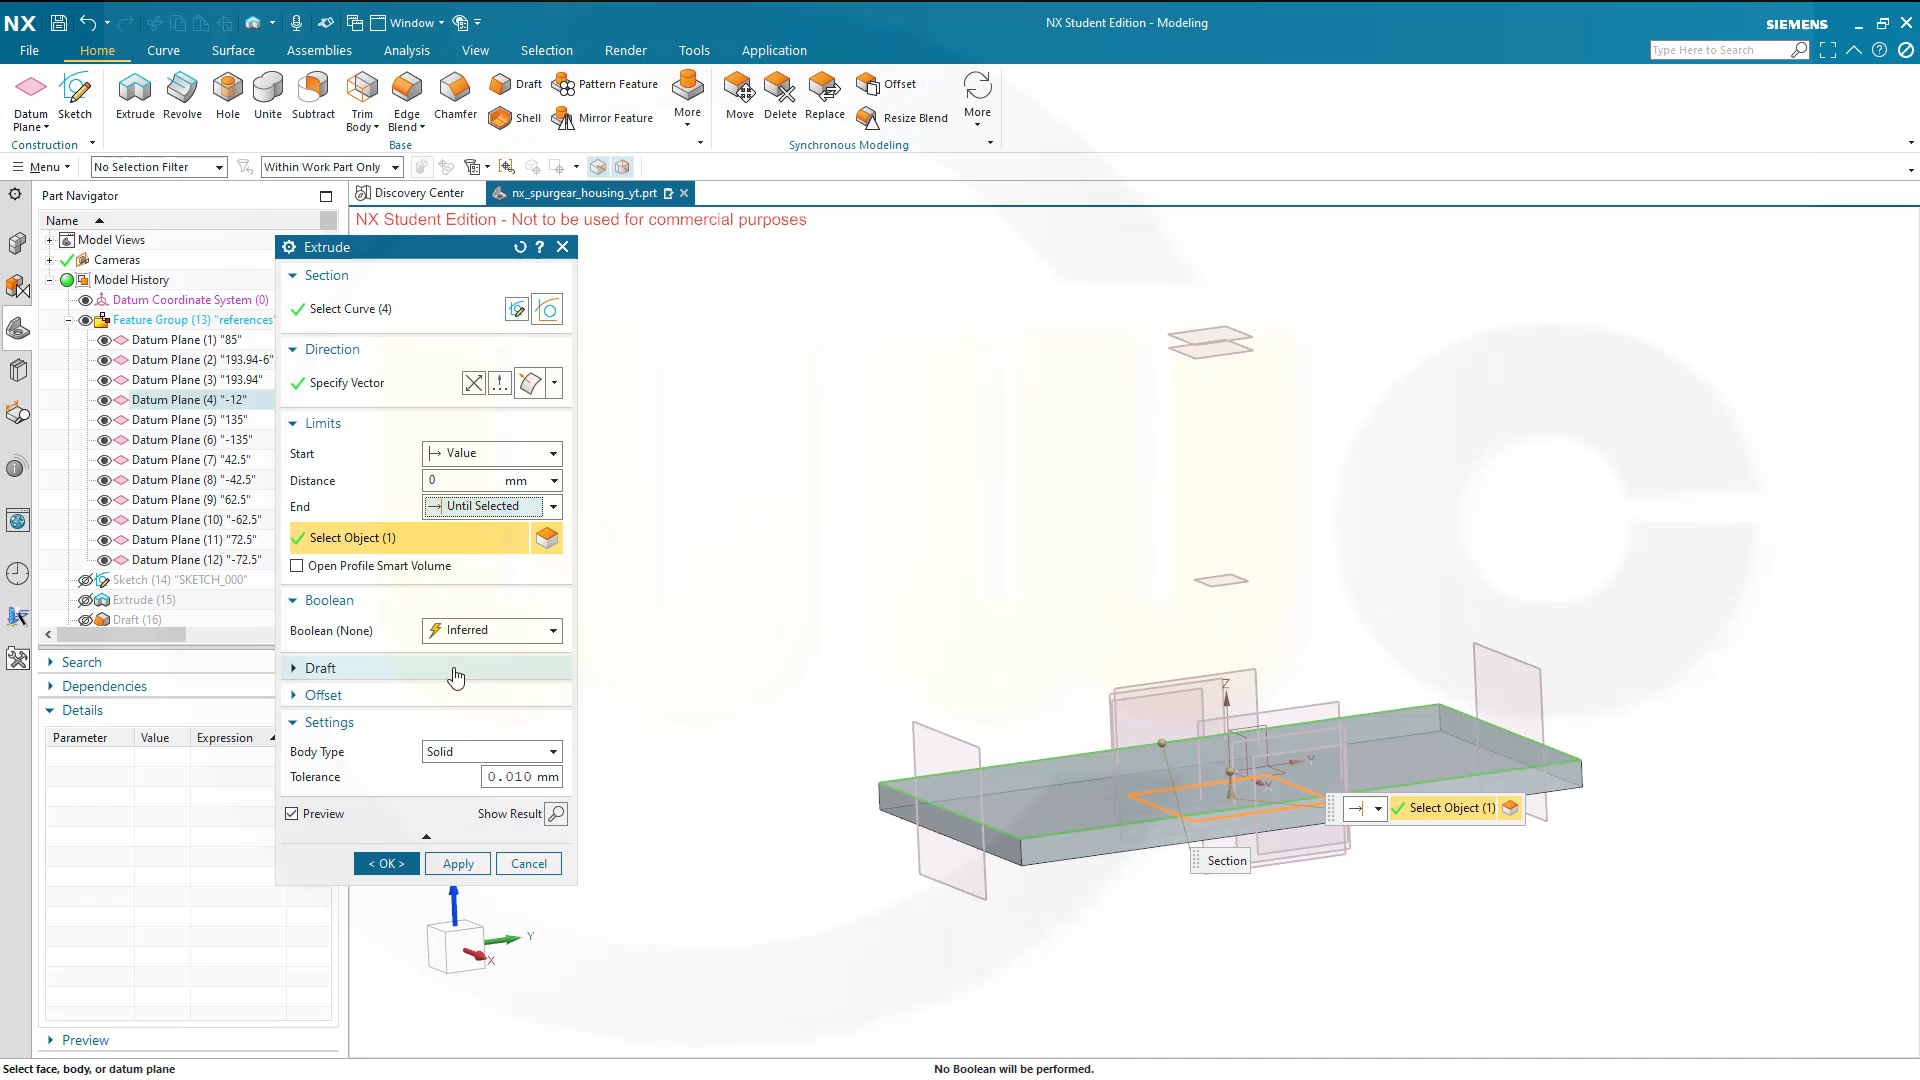 NX
Window
NX Student Edition - Modeling
SIEMENS
File
Home
Curve
Surface
Assemblies
Analysis
View
Selection
Render
Tools
Application
Type Here to Search
Datum Plane
Sketch
Extrude
Revolve
Hole
Unite
Subtract
Trim Body
Edge Blend
Chamfer
Draft
Shell
Pattern Feature
Mirror Feature
More
Move
Delete
Replace
Offset
Resize Blend
More
Construction
Base
Synchronous Modeling
Menu
No Selection Filter
Within Work Part Only
Part Navigator
Discovery Center
nx_spurgear_housing_yt.prt
NX Student Edition - Not to be used for commercial purposes
Name
Model Views
Cameras
Model History
Datum Coordinate System (0)
Feature Group (13) "references"
Datum Plane (1) "85"
Datum Plane (2) "193.94-6"
Datum Plane (3) "193.94"
Datum Plane (4) "-12"
Datum Plane (5) "135"
Datum Plane (6) "-135"
Datum Plane (7) "42.5"
Datum Plane (8) "-42.5"
Datum Plane (9) "62.5"
Datum Plane (10) "-62.5"
Datum Plane (11) "72.5"
Datum Plane (12) "-72.5"
Sketch (14) "SKETCH_000"
Extrude (15)
Draft (16)
Search
Dependencies
Details
Parameter
Value
Expression
Preview
Extrude
Section
Select Curve (4)
Direction
Specify Vector
Limits
Start
Value
Distance
0 mm
End
Until Selected
Select Object (1)
Open Profile Smart Volume
Boolean
Boolean (None)
Inferred
Draft
Offset
Settings
Body Type
Solid
Tolerance
0.010 mm
Preview
Show Result
< OK >
Apply
Cancel
Z
Y
X
Select Object (1)
Section
Y
X
Select face, body, or datum plane
No Boolean will be performed.